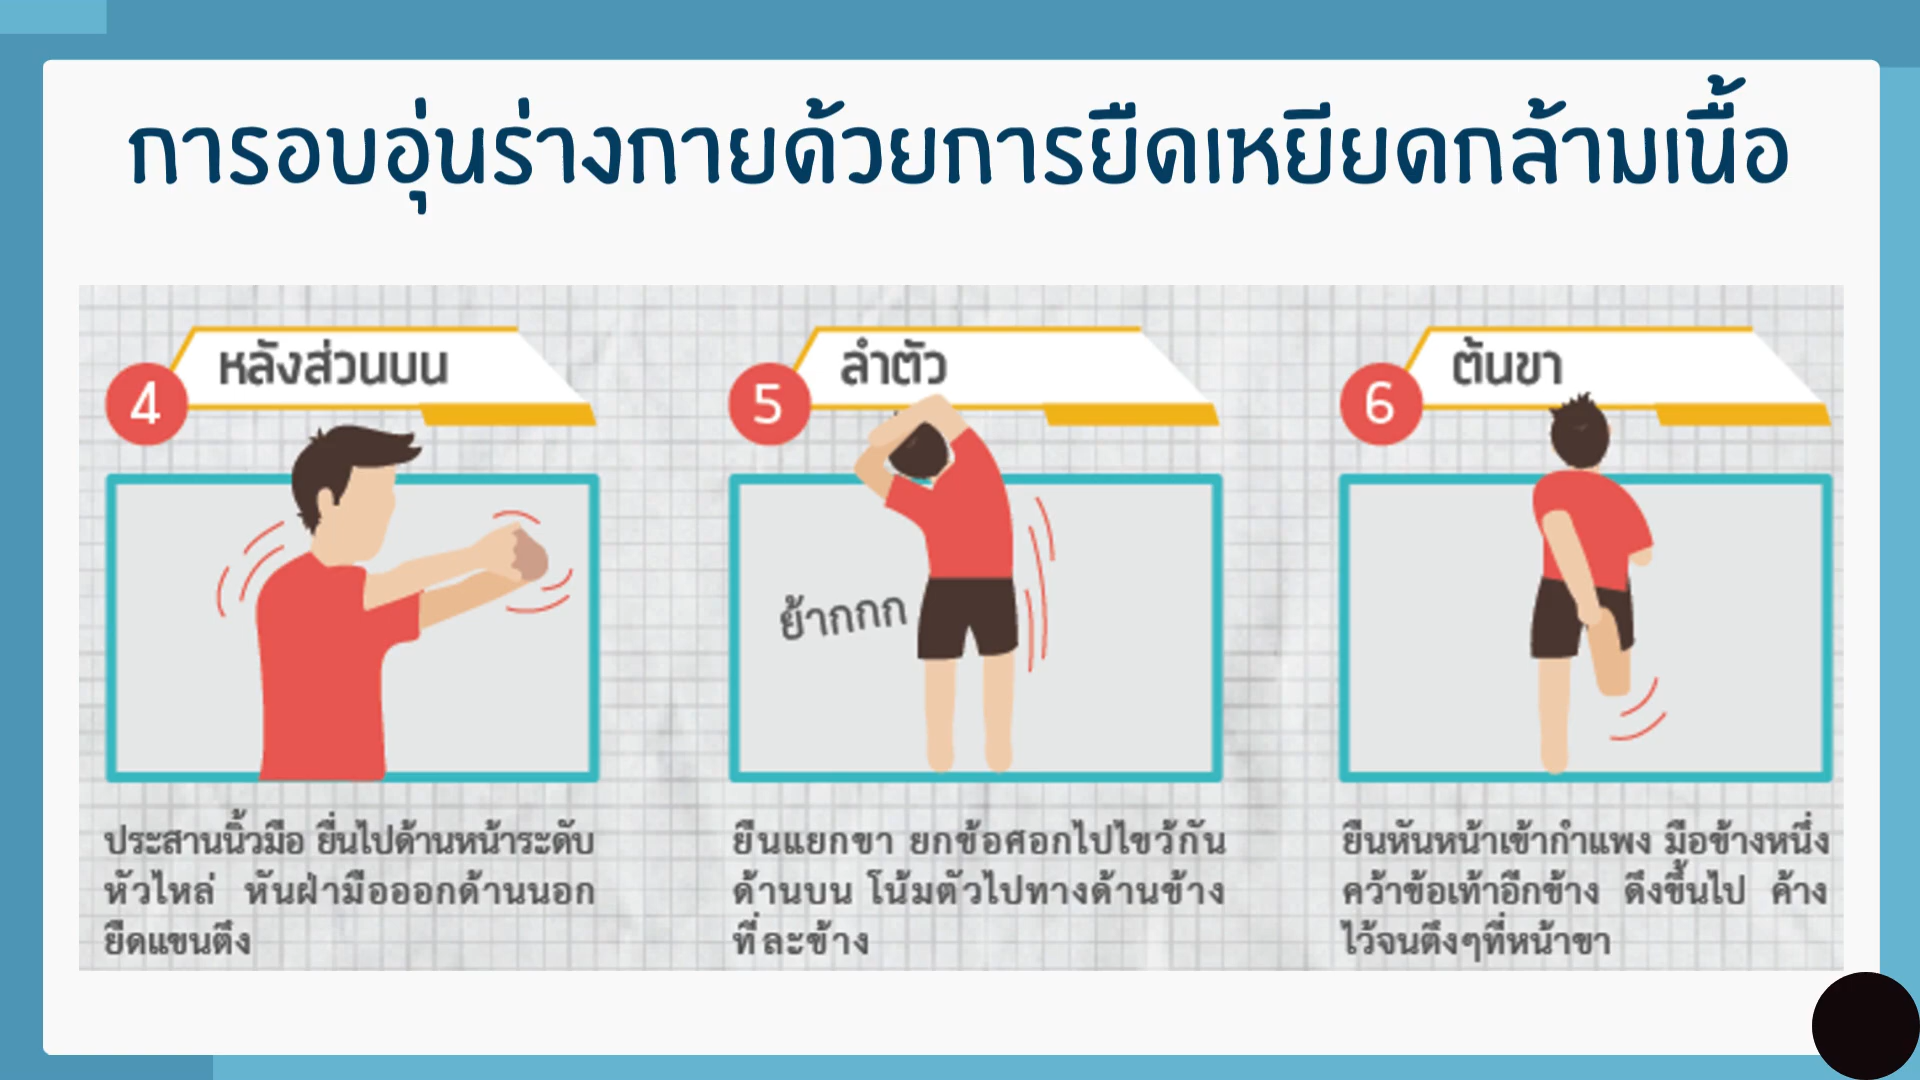 การอบอุ่นร่างกายด้วยการยืดเหยียดกล้ามเนื้อ
4 หลังส่วนบน
ประสานนิ้วมือ ยื่นไปด้านหน้าระดับ
หัวไหล่ หันฝ่ามือออกด้านนอก
ยืดแขนตึง
5 ลำตัว
ย้ากกก
ยืนแยกขา ยกข้อศอกไปไขว้กัน
ด้านบน โน้มตัวไปทางด้านข้าง
ทีละข้าง
6 ต้นขา
ยืนหันหน้าเข้ากำแพง มือข้างหนึ่ง
คว้าข้อเท้าอีกข้าง ดึงขึ้นไป ค้าง
ไว้จนตึงๆที่หน้าขา